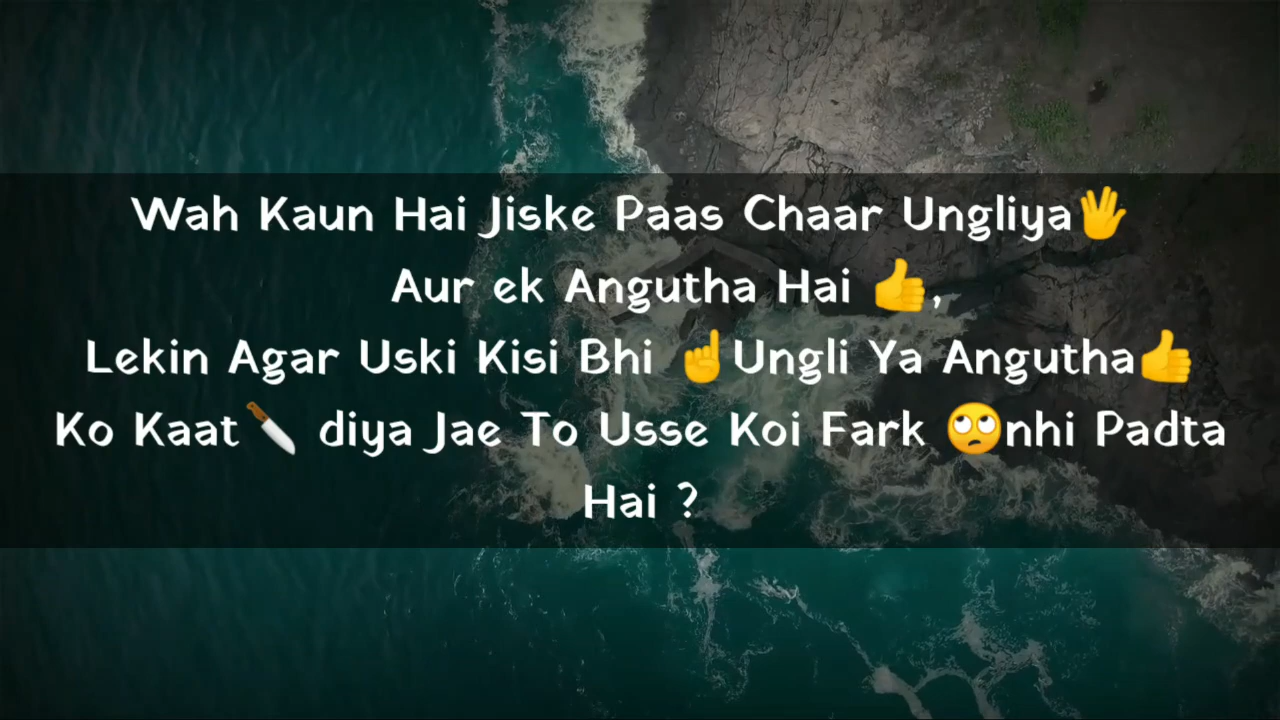 Wah Kaun Hai Jiske Paas Chaar Ungliya🖖
Aur ek Angutha Hai 👍,
Lekin Agar Uski Kisi Bhi ☝Ungli Ya Angutha👍
Ko Kaat🔪 diya Jae To Usse Koi Fark 🙄nhi Padta
Hai ?